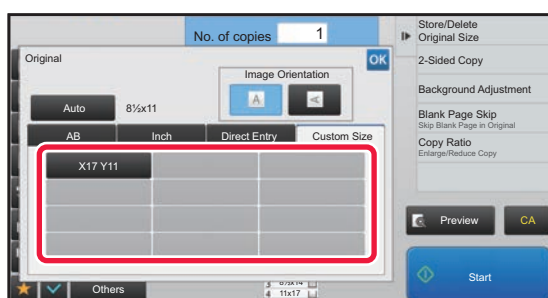 No. of copies 1
Store/Delete
Original Size
2-Sided Copy
Background Adjustment
Blank Page Skip
Skip Blank Page in Original
Copy Ratio
Enlarge/Reduce Copy
Original
OK
Image Orientation
A A
Auto 8½x11
AB Inch Direct Entry Custom Size
X17 Y11
Preview CA
Start
Others
4 11x17